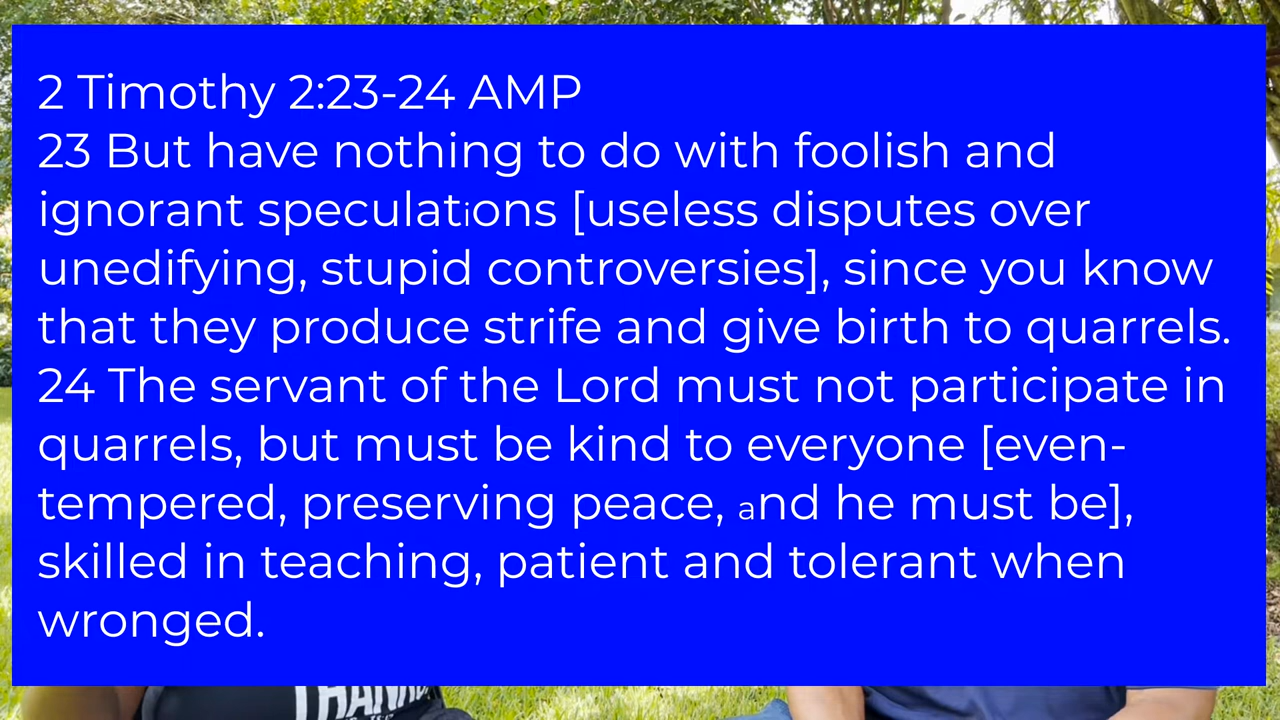 2 Timothy 2:23-24 AMP
23 But have nothing to do with foolish and
ignorant speculations [useless disputes over
unedifying, stupid controversies], since you know
that they produce strife and give birth to quarrels.
24 The servant of the Lord must not participate in
quarrels, but must be kind to everyone [even-
tempered, preserving peace, and he must be],
skilled in teaching, patient and tolerant when
wronged.